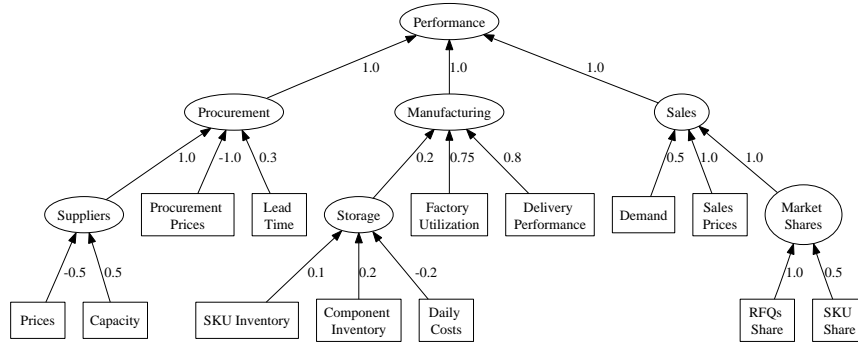 Performance
1.0
1.0
1.0
Procurement
Manufacturing
Sales
1.0
-1.0
0.3
0.2
0.75
0.8
0.5
1.0
1.0
Suppliers
Procurement
Prices
Lead
Time
Storage
Factory
Utilization
Delivery
Performance
Demand
Sales
Prices
Market
Shares
-0.5
0.5
0.1
0.2
-0.2
1.0
0.5
Prices
Capacity
SKU Inventory
Component
Inventory
Daily
Costs
RFQs
Share
SKU
Share